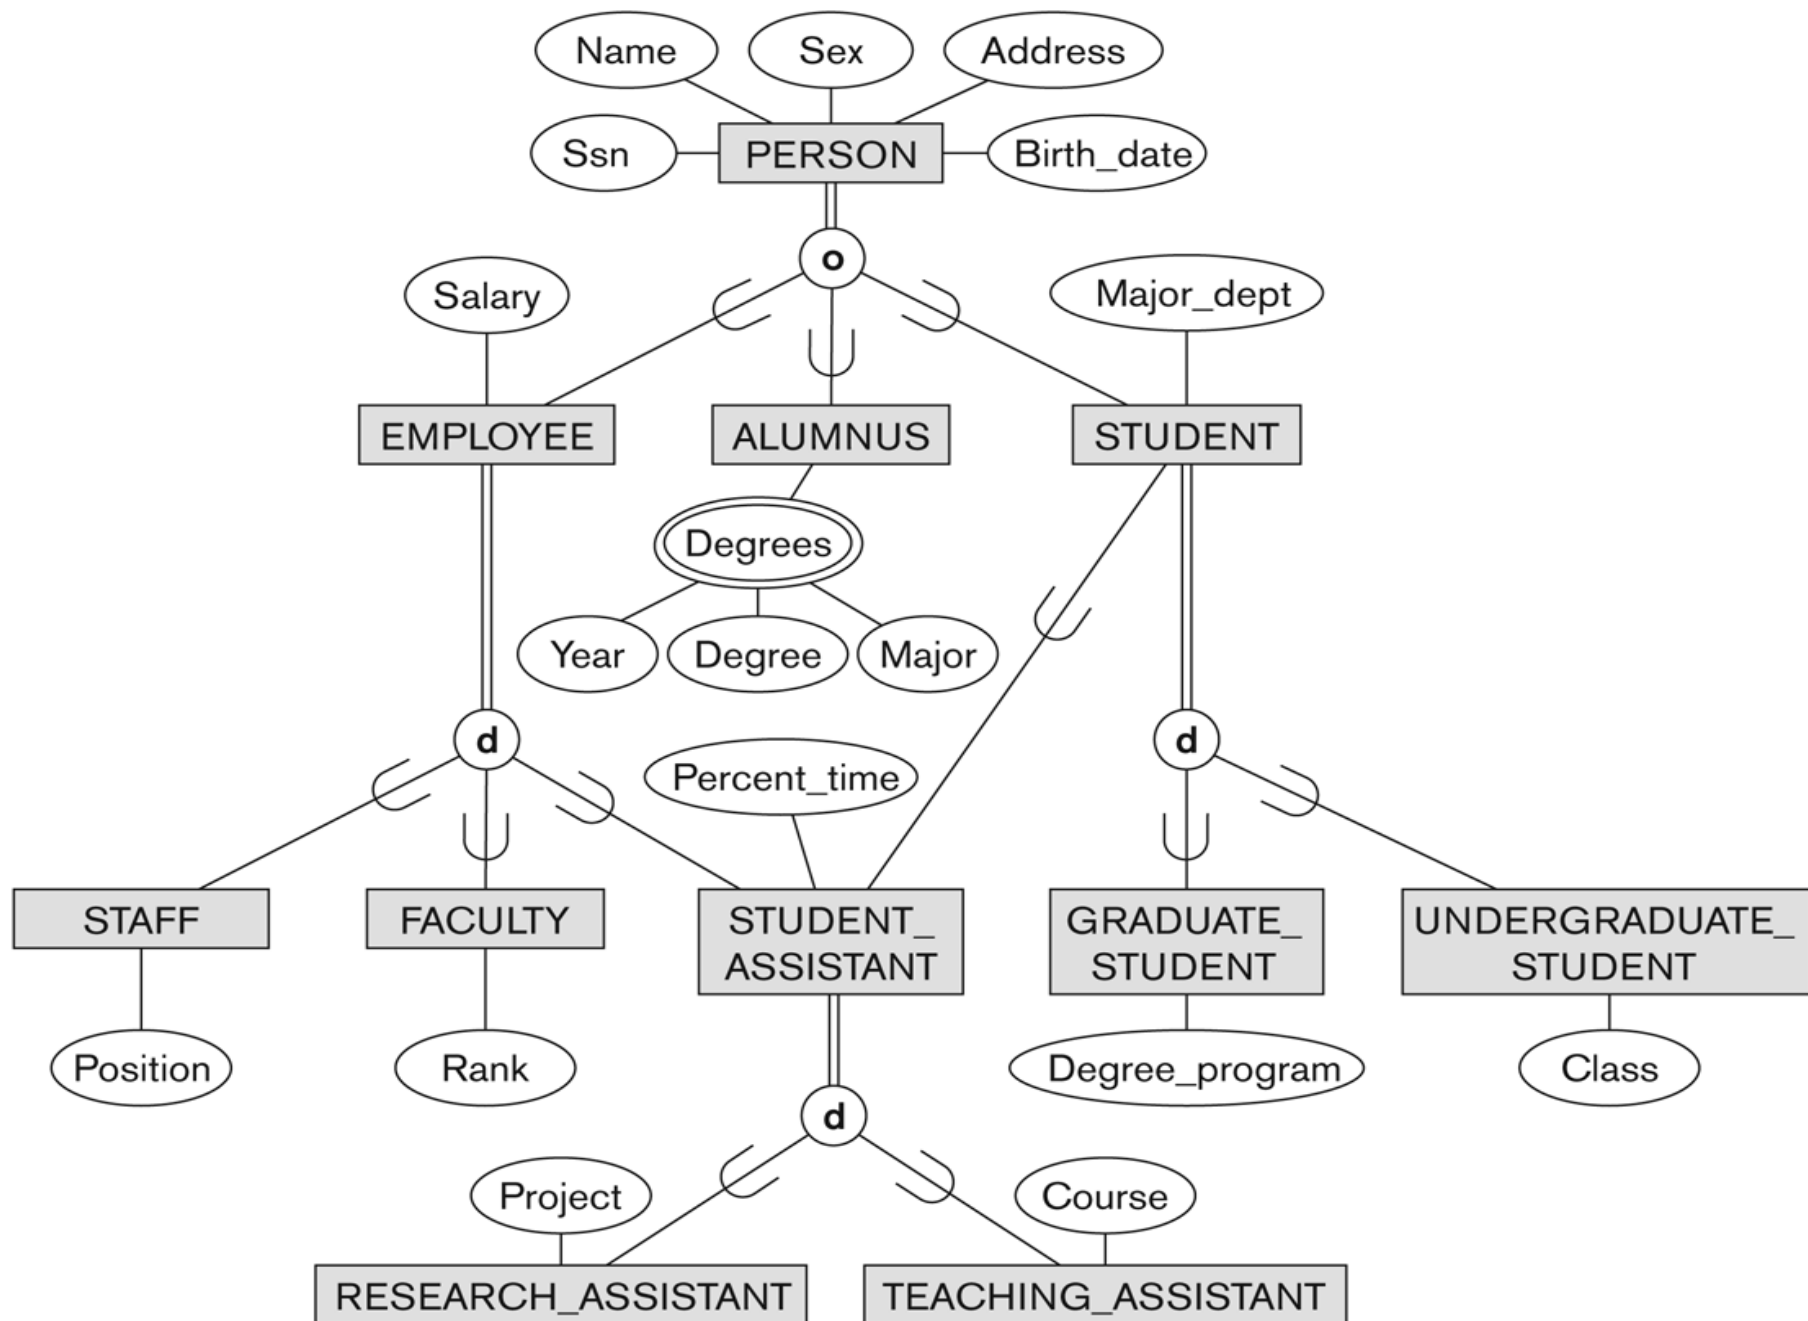 Name
Sex
Address
Ssn
PERSON
Birth_date
o
Salary
Major_dept
EMPLOYEE
ALUMNUS
STUDENT
Degrees
Year
Degree
Major
d
d
Percent_time
STAFF
FACULTY
STUDENT_
ASSISTANT
GRADUATE_
STUDENT
UNDERGRADUATE_
STUDENT
Position
Rank
Degree_program
Class
d
Project
Course
RESEARCH_ASSISTANT
TEACHING_ASSISTANT